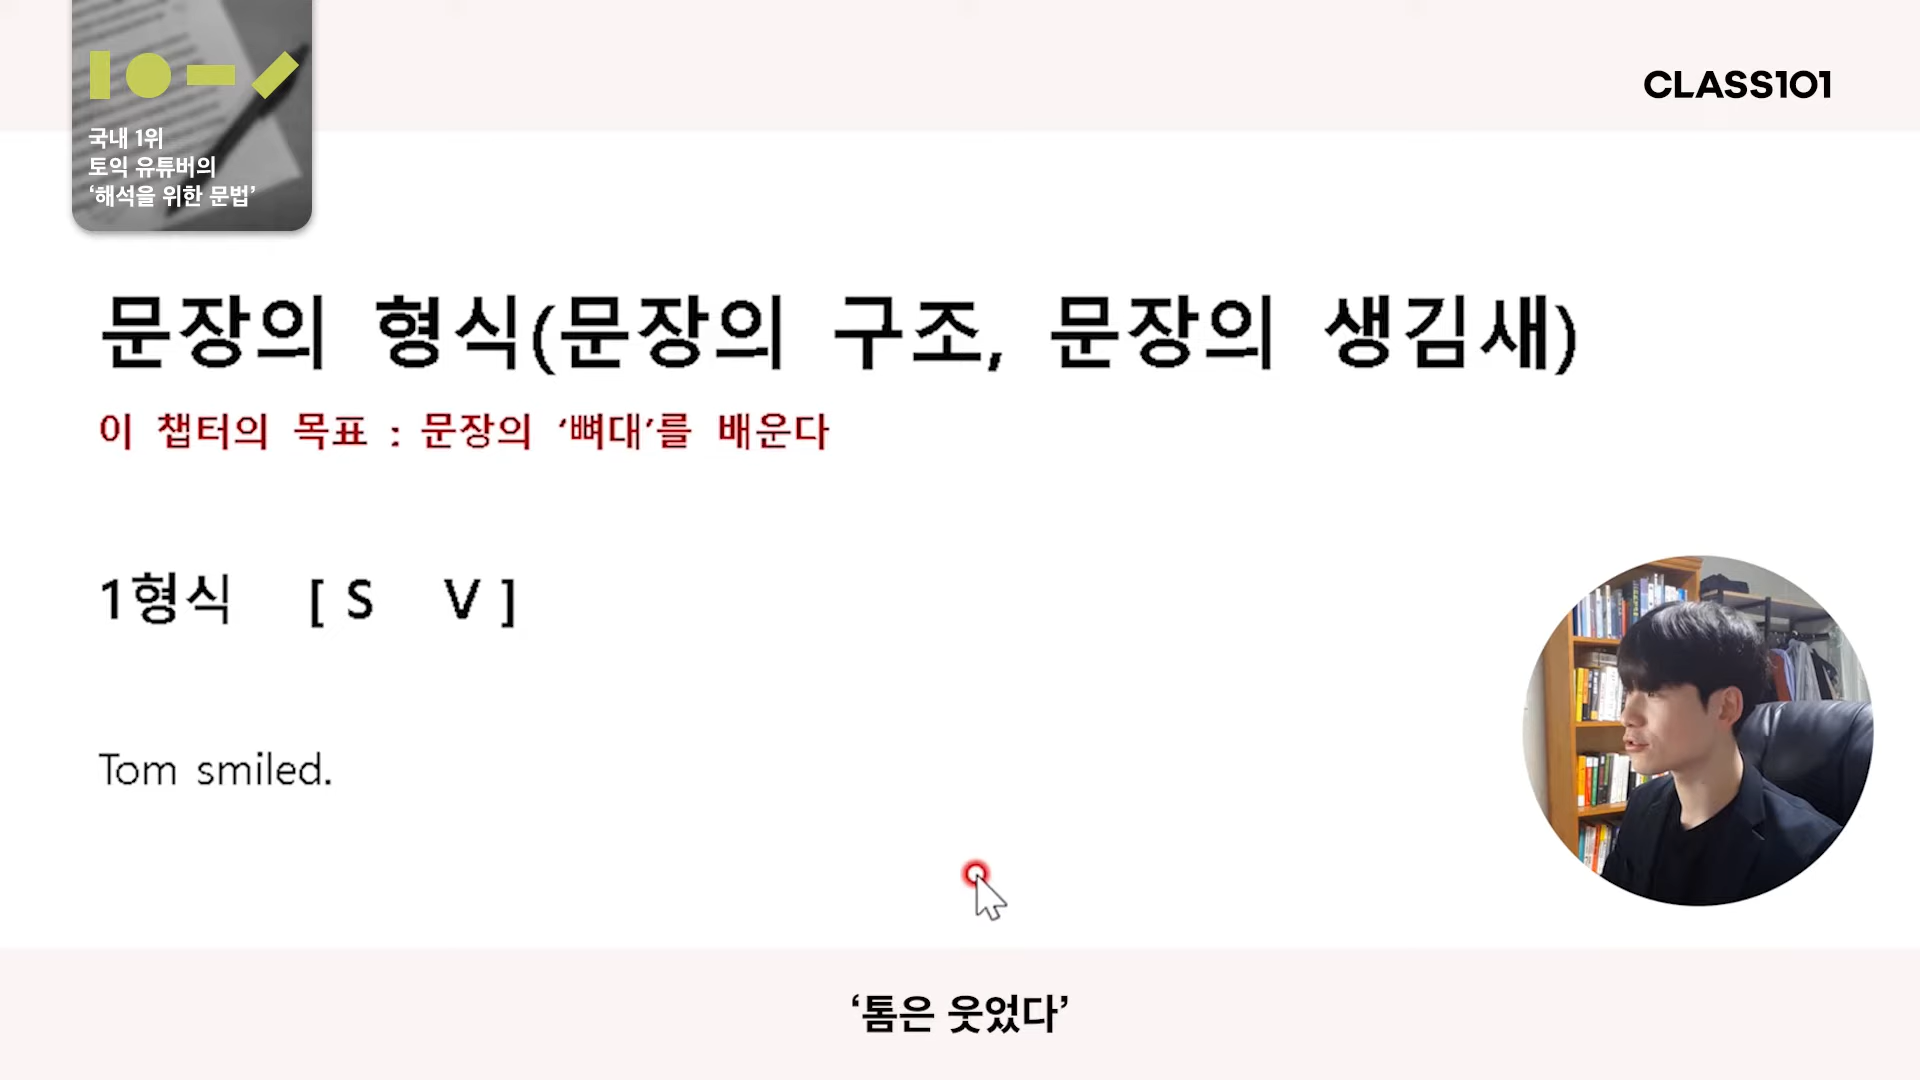 국내 1위
토익 유튜버의
‘해석을 위한 문법’
CLASS101
문장의 형식(문장의 구조, 문장의 생김새)
이 챕터의 목표 : 문장의 ‘뼈대’를 배운다
1형식 [ S V ]
Tom smiled.
‘톰은 웃었다’